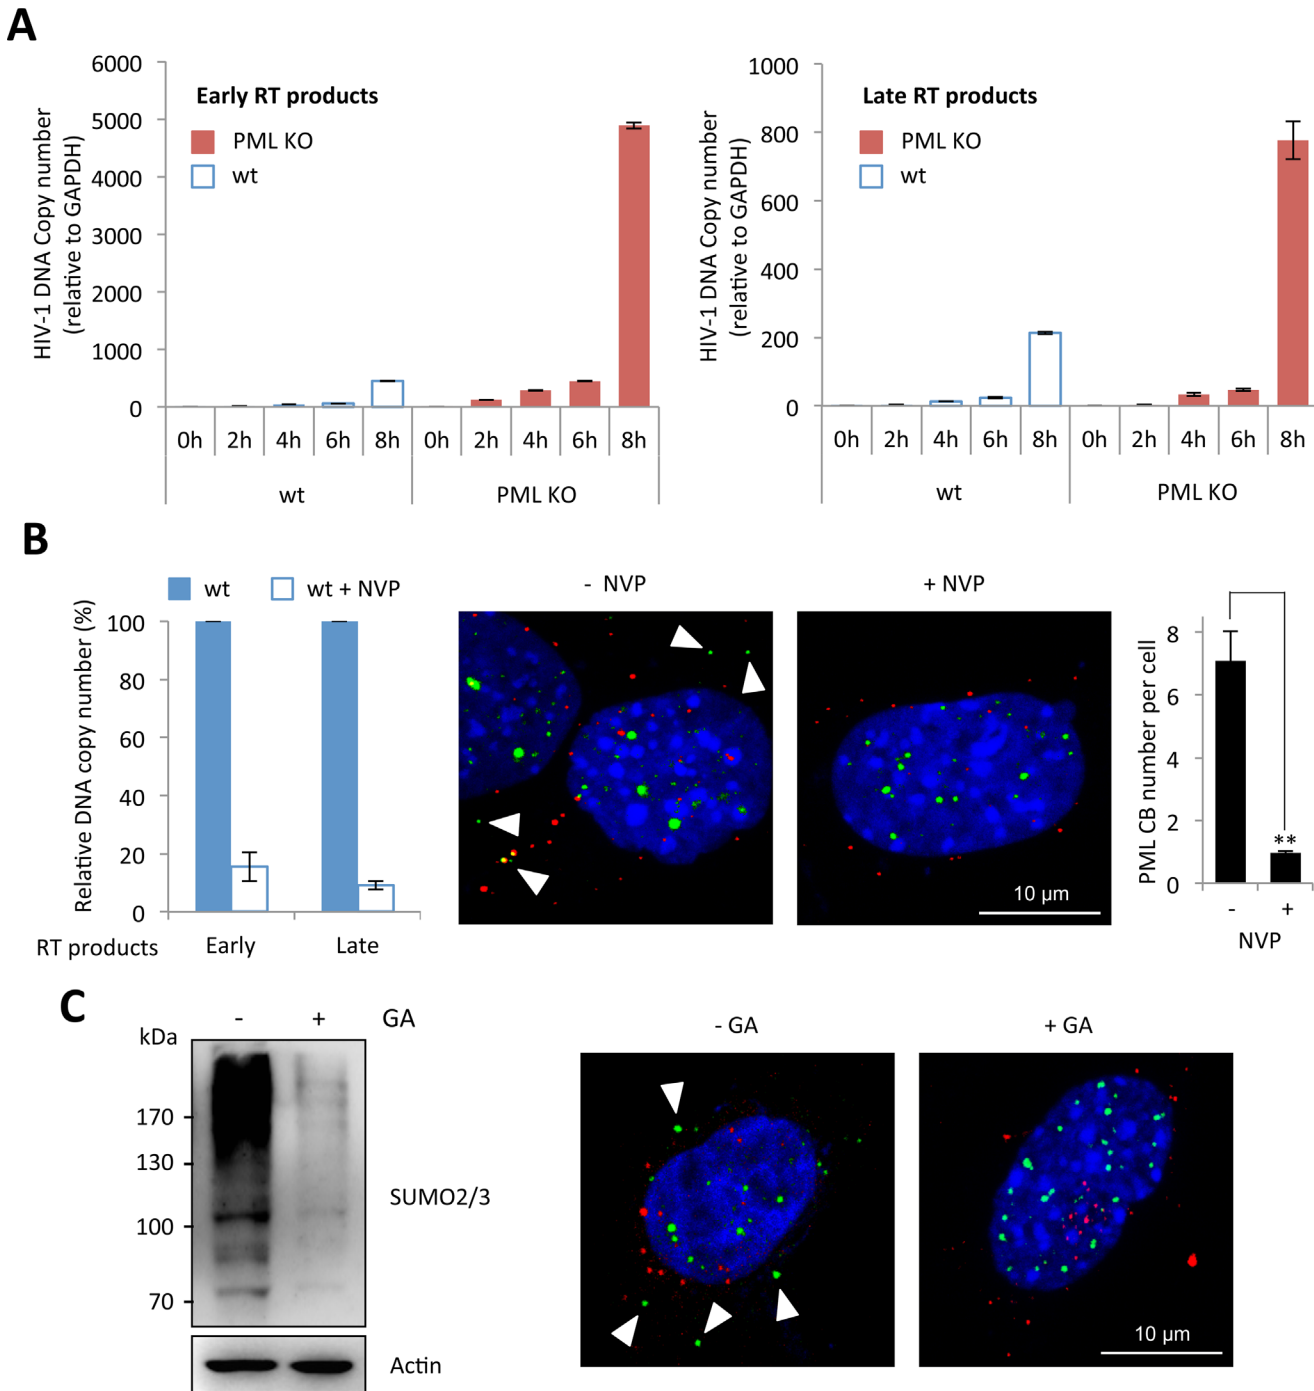 A
Early RT products
PML KO
wt
HIV-1 DNA Copy number
(relative to GAPDH)
6000
5000
4000
3000
2000
1000
0
0h 2h 4h 6h 8h 0h 2h 4h 6h 8h
wt PML KO
Late RT products
PML KO
wt
HIV-1 DNA Copy number
(relative to GAPDH)
1000
800
600
400
200
0
0h 2h 4h 6h 8h 0h 2h 4h 6h 8h
wt PML KO
B
wt wt + NVP
Relative DNA copy number (%)
100
80
60
40
20
0
RT products Early Late
- NVP
+ NVP
10 µm
PML CB number per cell
8
6
4
2
0
**
- +
NVP
C
- + GA
kDa
170
130
100
70
SUMO2/3
Actin
- GA
+ GA
10 µm